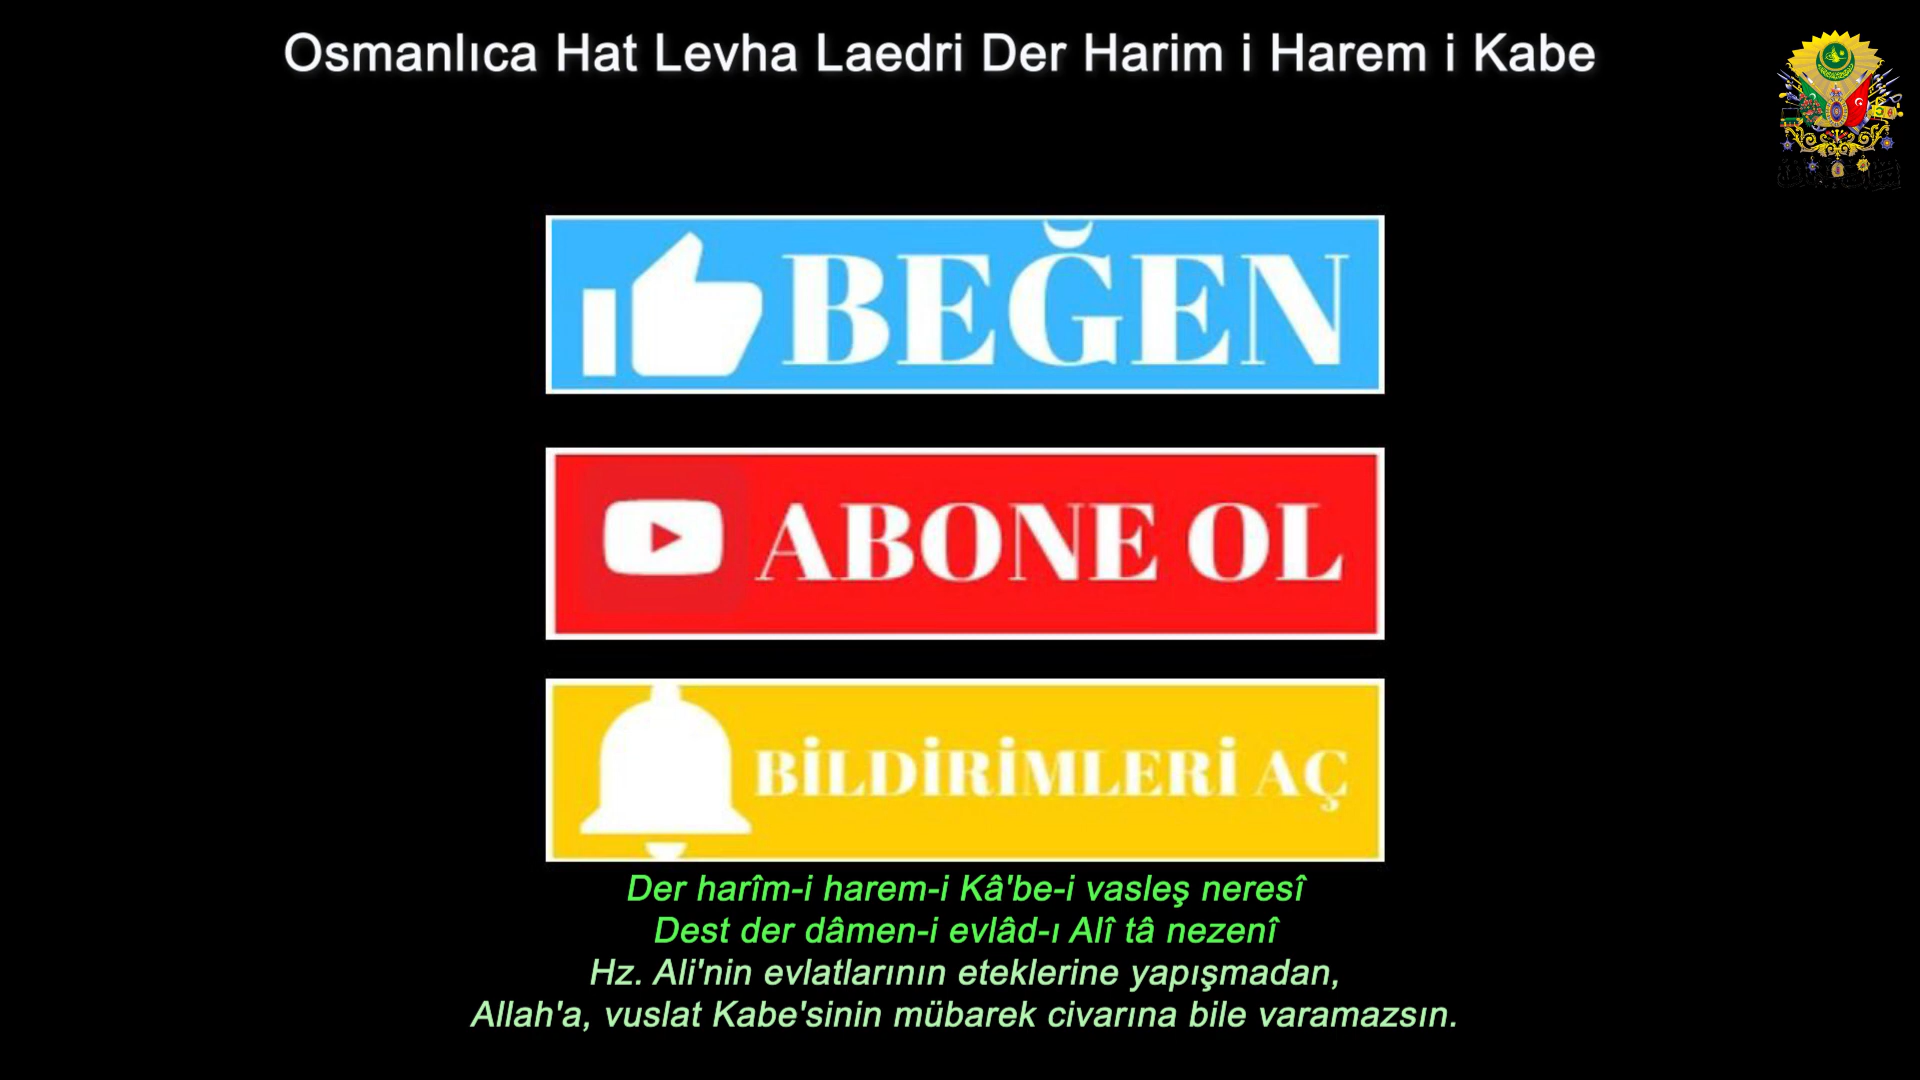 Osmanlıca Hat Levha Laedri Der Harim i Harem i Kabe
BEĞEN
ABONE OL
BİLDİRİMLERİ AÇ
Der harîm-i harem-i Kâ'be-i vasleş neresî
Dest der dâmen-i evlâd-ı Alî tâ nezenî
Hz. Ali'nin evlatlarının eteklerine yapışmadan,
Allah'a, vuslat Kabe'sinin mübarek civarına bile varamazsın.